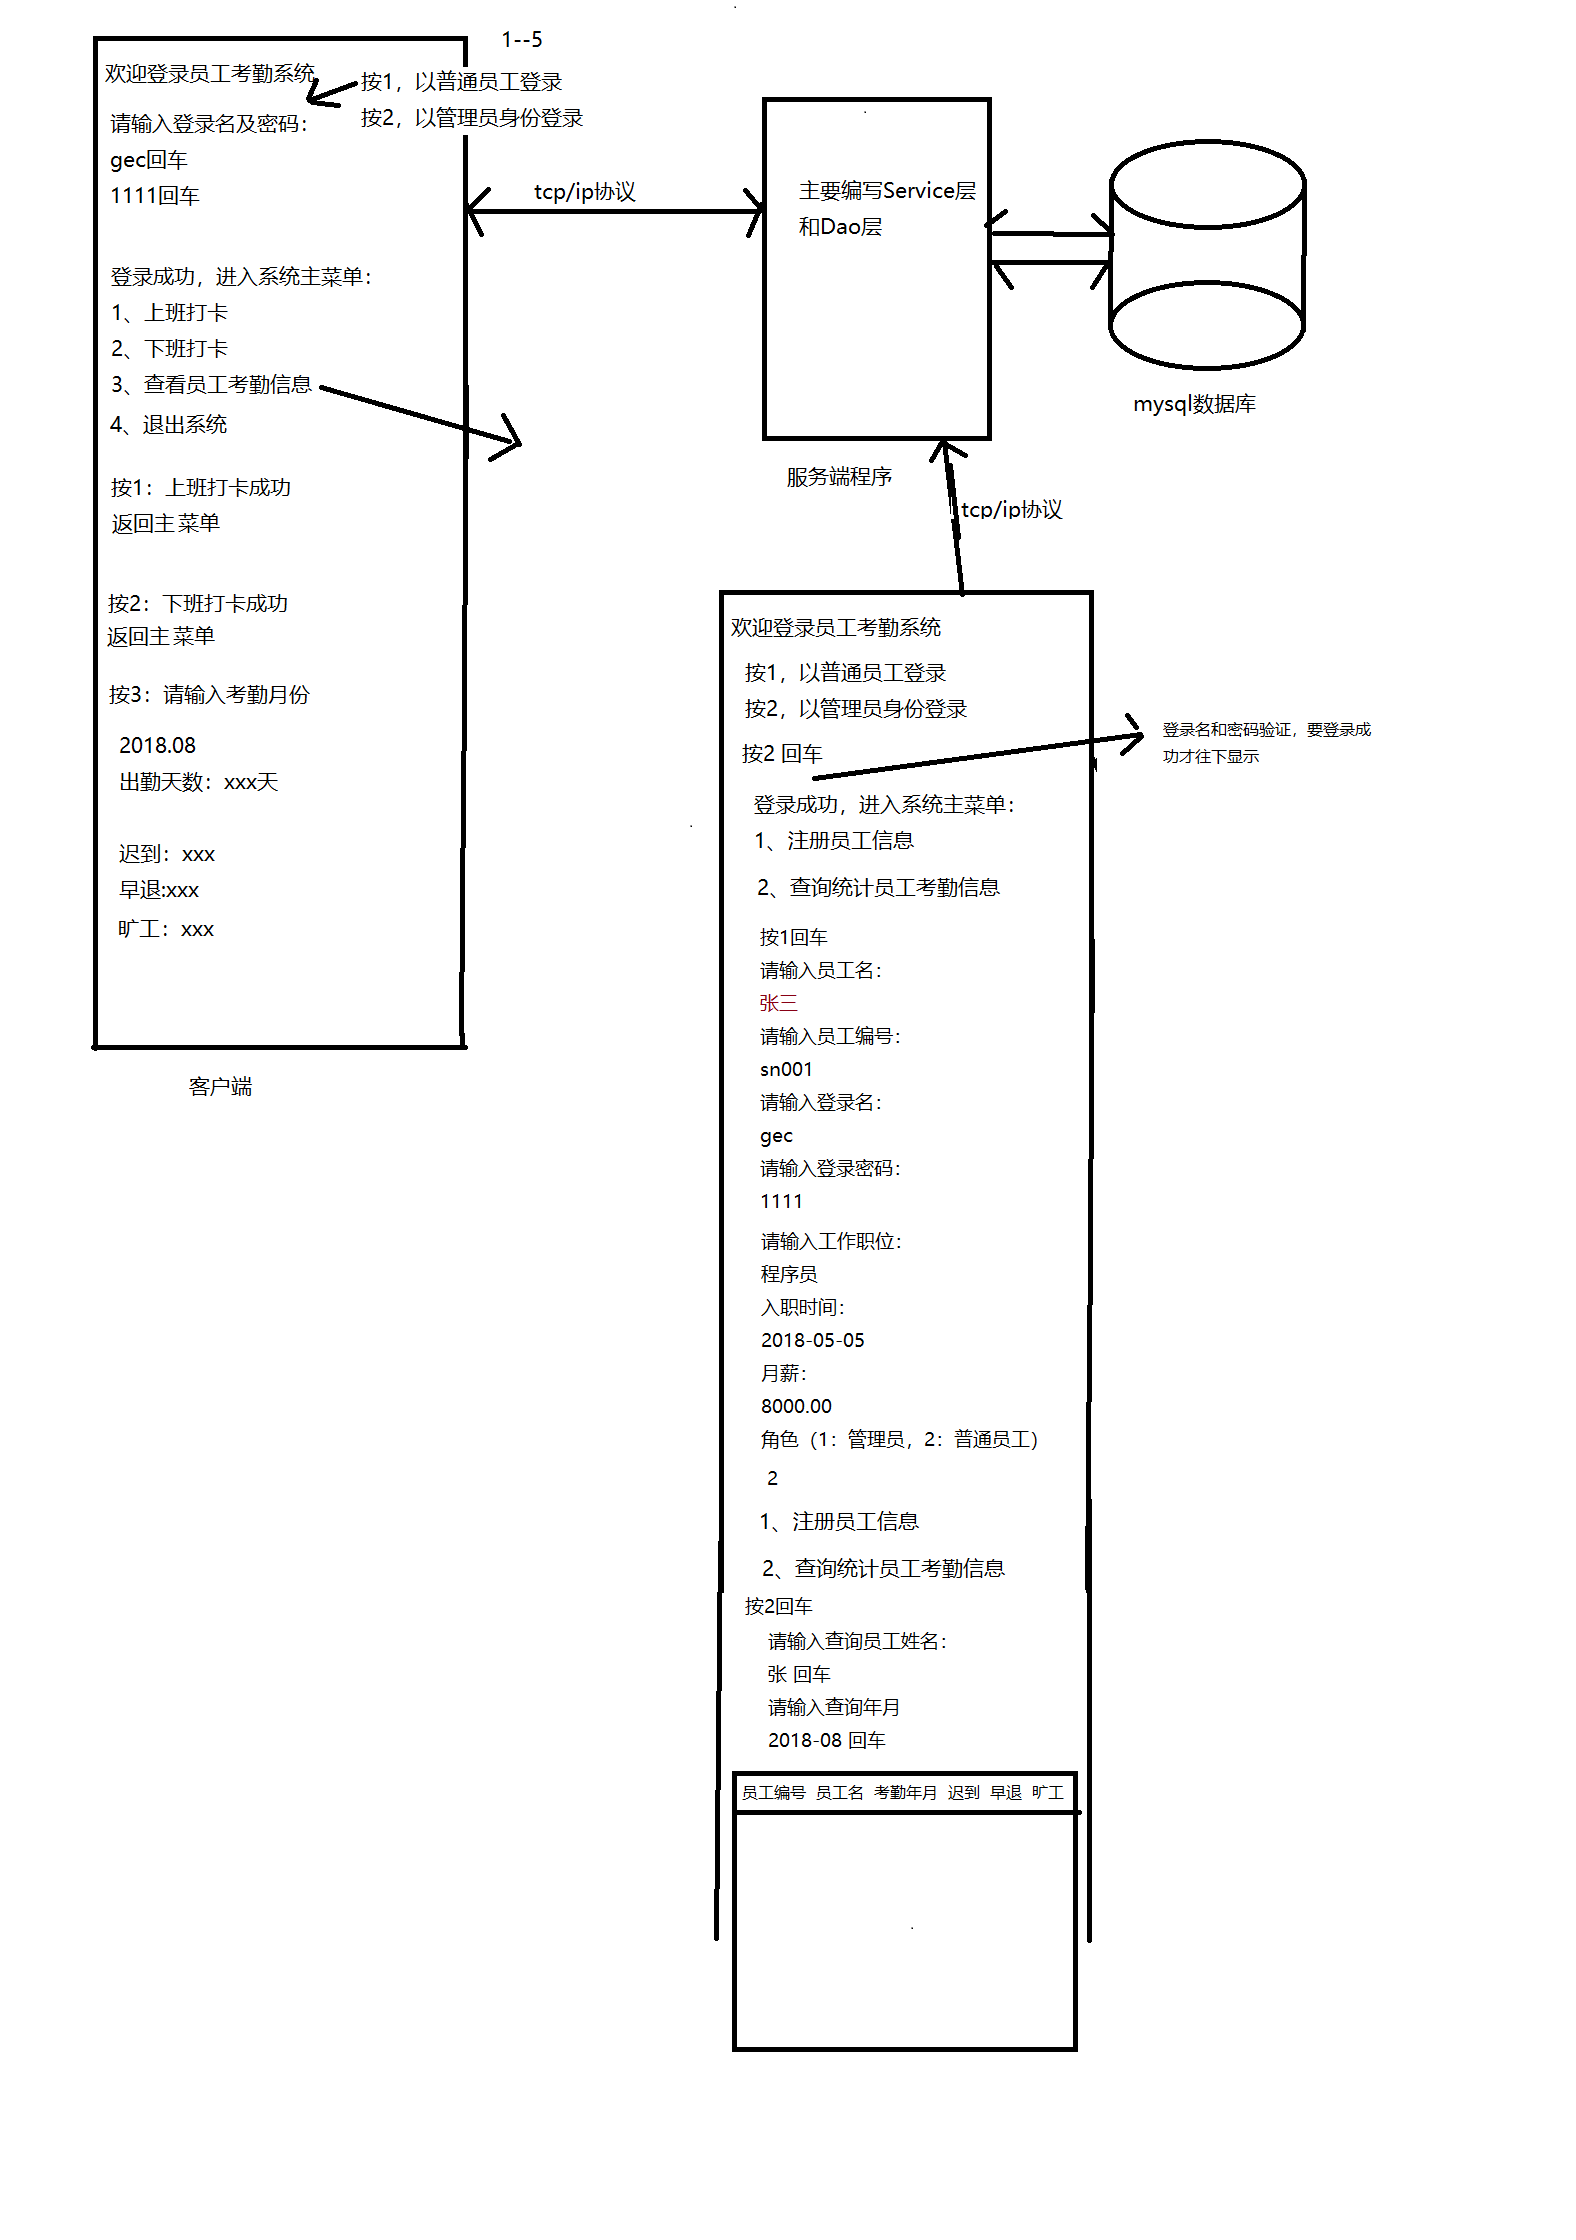 1--5
欢迎登录员工考勤系统
按1，以普通员工登录
按2，以管理员身份登录
请输入登录名及密码：
gec回车
1111回车
登录成功，进入系统主菜单：
1、上班打卡
2、下班打卡
3、查看员工考勤信息
4、退出系统
按1：上班打卡成功
返回主菜单
按2：下班打卡成功
返回主菜单
按3：请输入考勤月份
2018.08
出勤天数：xxx天
迟到：xxx
早退:xxx
旷工：xxx
客户端
tcp/ip协议
主要编写Service层
和Dao层
服务端程序
mysql数据库
tcp/ip协议
欢迎登录员工考勤系统
按1，以普通员工登录
按2，以管理员身份登录
按2 回车
登录名和密码验证，要登录成
功才往下显示
登录成功，进入系统主菜单：
1、注册员工信息
2、查询统计员工考勤信息
按1回车
请输入员工名：
张三
请输入员工编号：
sn001
请输入登录名：
gec
请输入登录密码：
1111
请输入工作职位：
程序员
入职时间：
2018-05-05
月薪：
8000.00
角色（1：管理员，2：普通员工）
2
1、注册员工信息
2、查询统计员工考勤信息
按2回车
请输入查询员工姓名：
张 回车
请输入查询年月
2018-08 回车
员工编号 员工名 考勤年月 迟到 早退 旷工